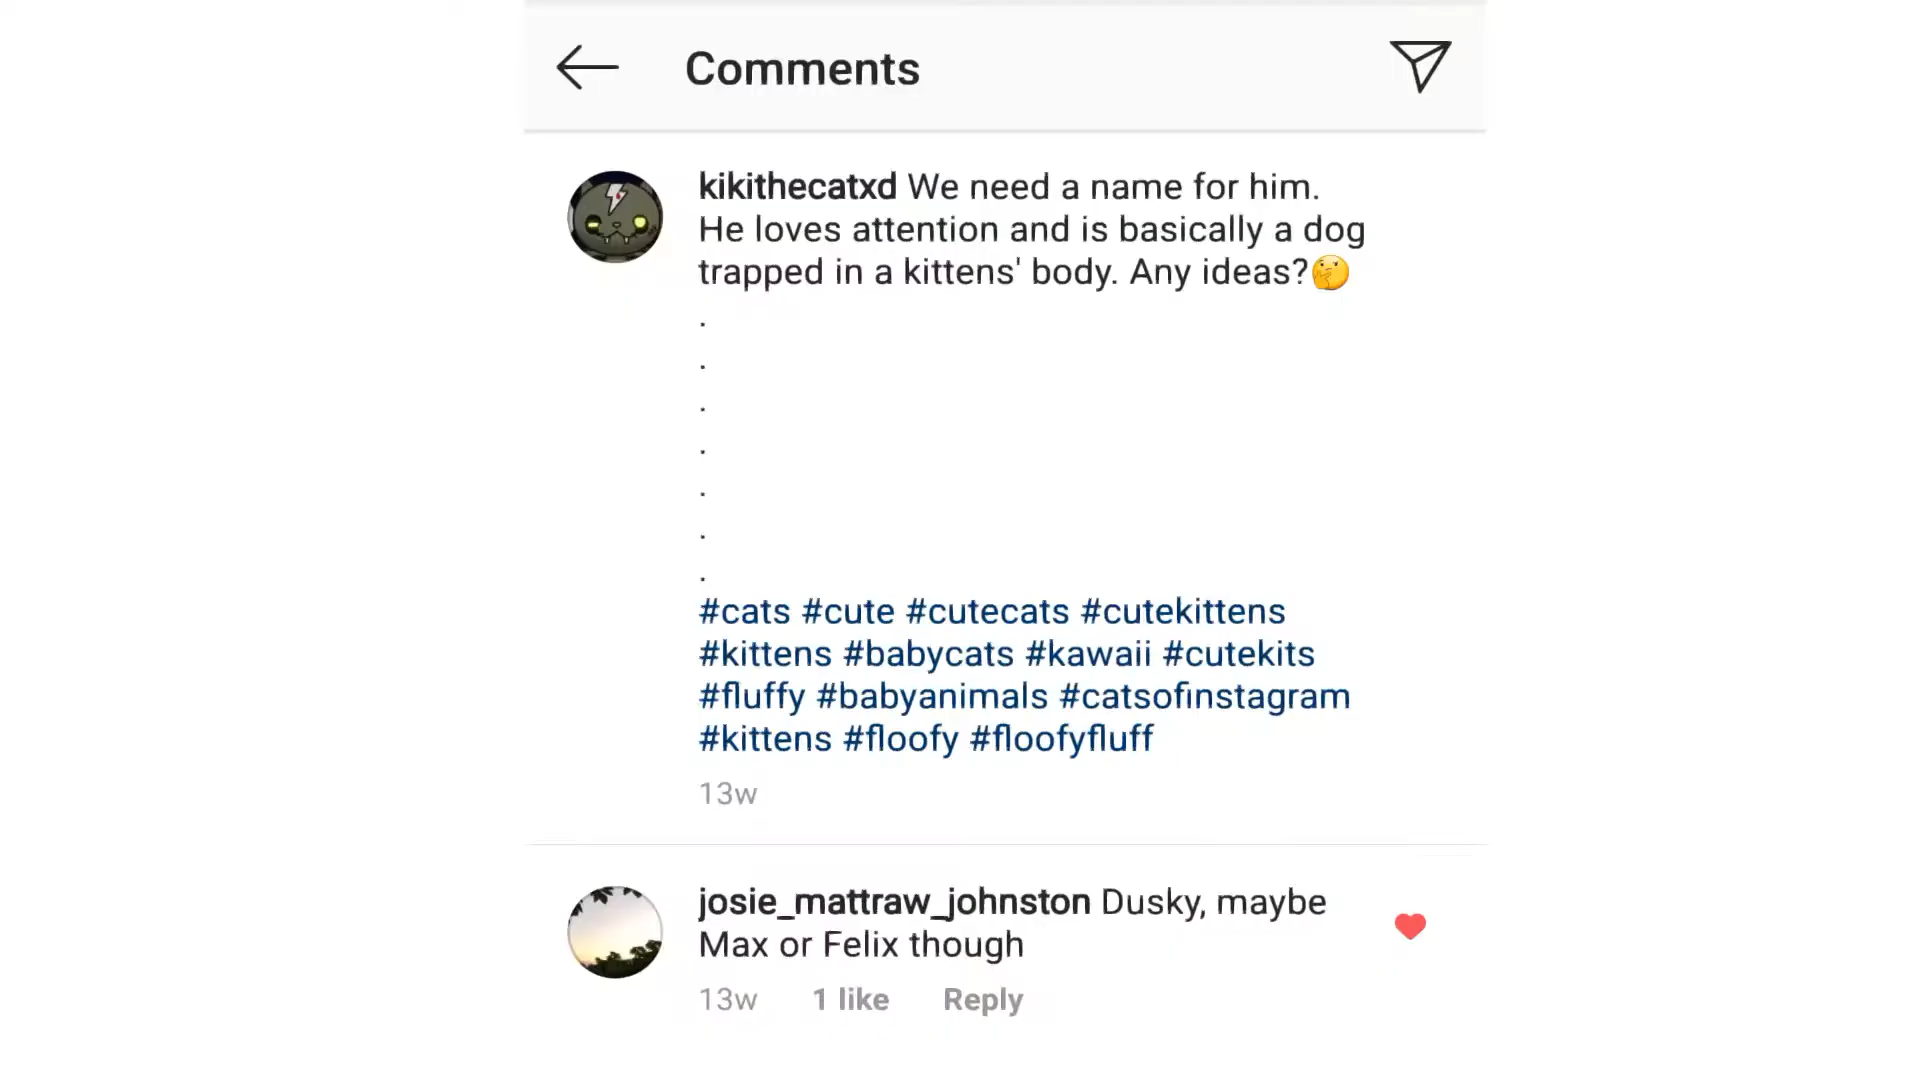 Comments
kikithecatxd We need a name for him.
He loves attention and is basically a dog
trapped in a kittens' body. Any ideas?🤔
.
.
.
.
.
.
.
#cats #cute #cutecats #cutekittens
#kittens #babycats #kawaii #cutekits
#fluffy #babyanimals #catsofinstagram
#kittens #floofy #floofyfluff
13w
josie_mattraw_johnston Dusky, maybe
Max or Felix though
13w 1 like Reply